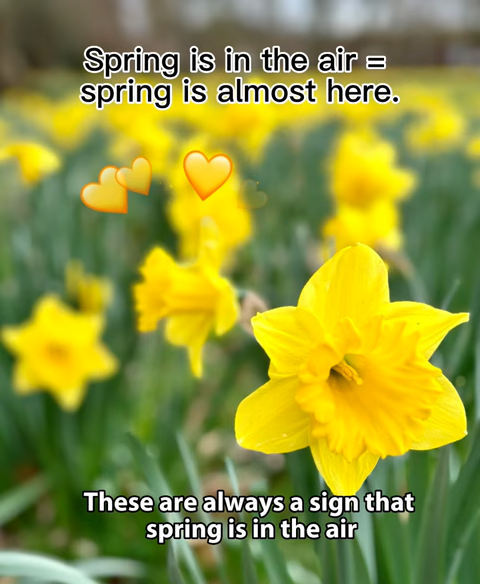 Spring is in the air =
spring is almost here.
These are always a sign that
spring is in the air